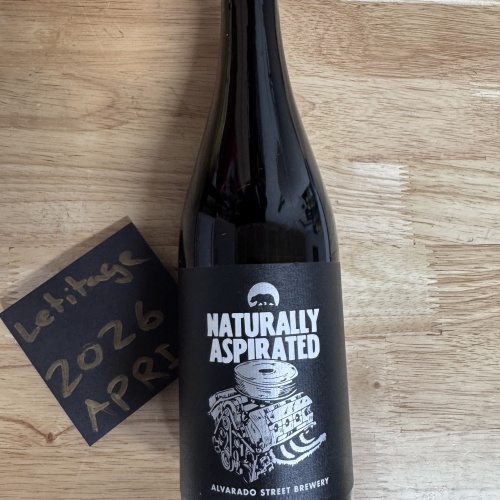 Letitage
2026
APRI
NATURALLY
ASPIRATED
ALVARADO STREET BREWERY